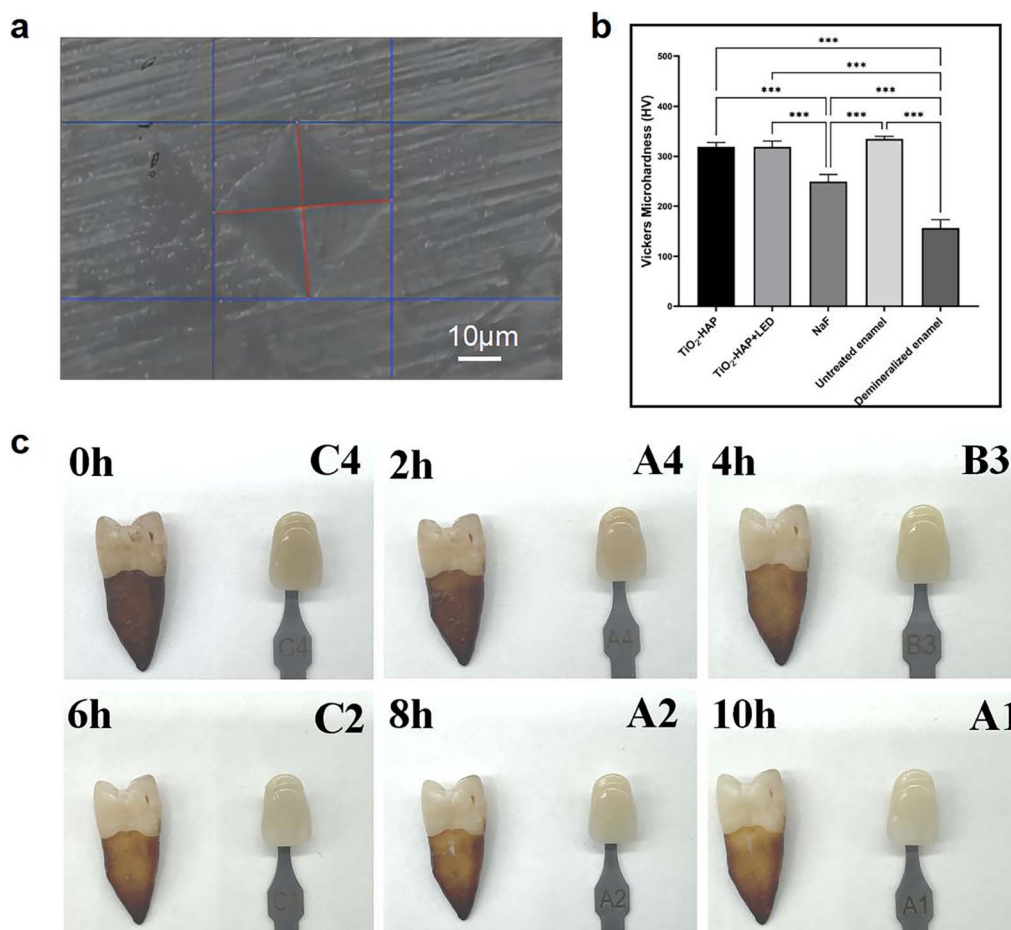 a
10μm
b
Vickers Microhardness (HV)
500
400
300
200
100
0
***
***
***
***
***
***
***
TiO₂-HAP
TiO₂-HAP+LED
NaF
Untreated enamel
Demineralized enamel
c
0h
C4
C4
2h
A4
A4
4h
B3
B3
6h
C2
C1
8h
A2
A2
10h
A1
A1